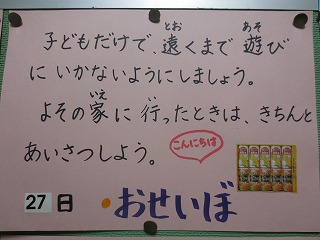 子どもだけで、遠くまで 遊び
に いかないようにしましょう。
よその家に 行ったときは、きちんと
あいさつしよう。
こんにちは
27日
おせいぼ